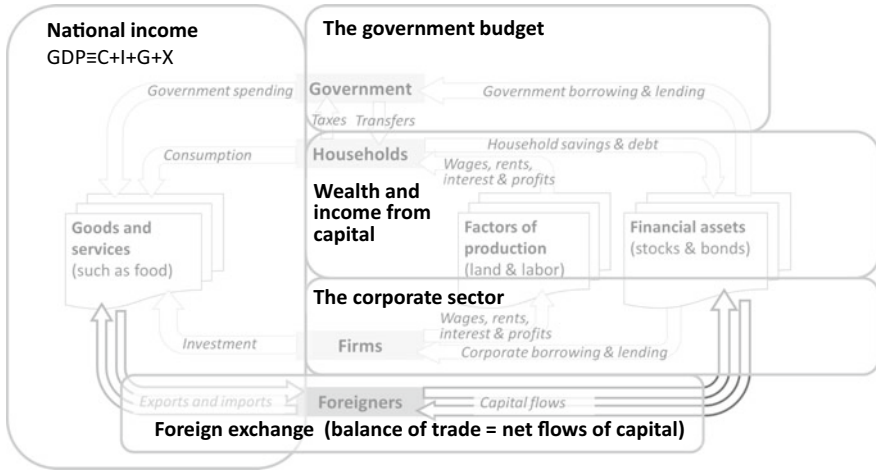 National income
GDP≡C+I+G+X
The government budget
Government spending
Government
Government borrowing & lending
Taxes Transfers
Consumption
Households
Household savings & debt
Wages, rents,
interest & profits
Wealth and
income from
capital
Goods and
services
(such as food)
Factors of
production
(land & labor)
Financial assets
(stocks & bonds)
The corporate sector
Wages, rents,
interest & profits
Investment
Firms
Corporate borrowing & lending
Exports and imports
Foreigners
Capital flows
Foreign exchange (balance of trade = net flows of capital)